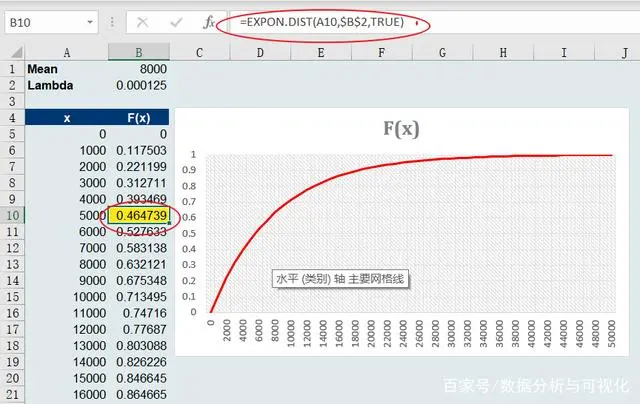 B10 fx =EXPON.DIST(A10,$B$2,TRUE)
A B C D E F G H I J
1 Mean 8000
2 Lambda 0.000125
3
4 x F(x)
5 0 0
6 1000 0.117503
7 2000 0.221199
8 3000 0.312711
9 4000 0.393469
10 5000 0.464739
11 6000 0.527633
12 7000 0.583138
13 8000 0.632121
14 9000 0.675348
15 10000 0.713495
16 11000 0.74716
17 12000 0.77687
18 13000 0.803088
19 14000 0.826226
20 15000 0.846645
21 16000 0.864665
F(x)
1
0.9
0.8
0.7
0.6
0.5
0.4
0.3
0.2
0.1
0
水平 (类别) 轴 主要网格线
0 2000 4000 6000 8000 10000 12000 14000 16000 18000 20000 22000 24000 26000 28000 30000 32000 34000 36000 38000 40000 42000 44000 46000 48000 50000
百家号/数据分析与可视化